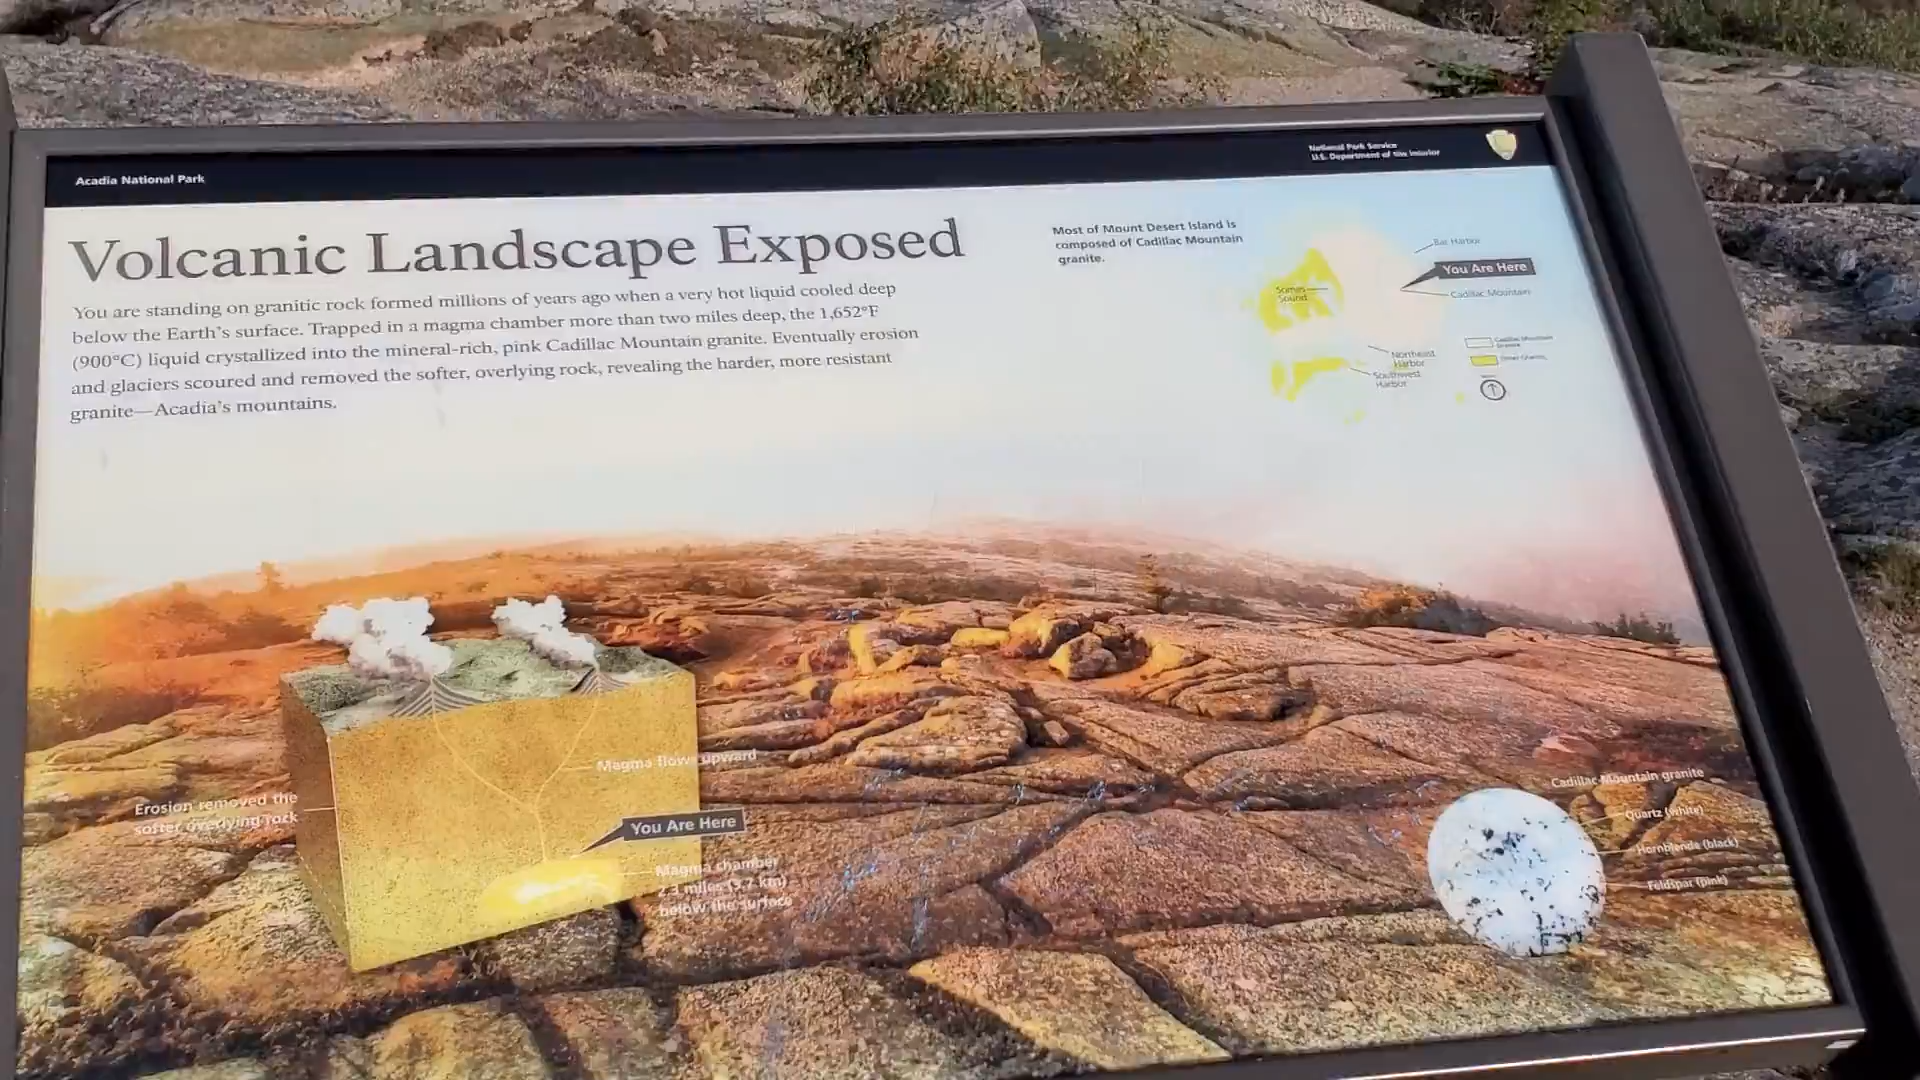 Acadia National Park
National Park Service
U.S. Department of the Interior
Volcanic Landscape Exposed
You are standing on granitic rock formed millions of years ago when a very hot liquid cooled deep
below the Earth's surface. Trapped in a magma chamber more than two miles deep, the 1,652°F
(900°C) liquid crystallized into the mineral-rich, pink Cadillac Mountain granite. Eventually erosion
and glaciers scoured and removed the softer, overlying rock, revealing the harder, more resistant
granite—Acadia's mountains.
Most of Mount Desert Island is
composed of Cadillac Mountain
granite.
Bar Harbor
You Are Here
Cadillac Mountain
Somes
Sound
Northeast
Harbor
Southwest
Harbor
Cadillac Mountain
Granite
Other Granite
Magma flows upward
Erosion removed the
softer overlying rock
You Are Here
Magma chamber
2.3 miles (3.7 km)
below the surface
Cadillac Mountain granite
Quartz (white)
Hornblende (black)
Feldspar (pink)